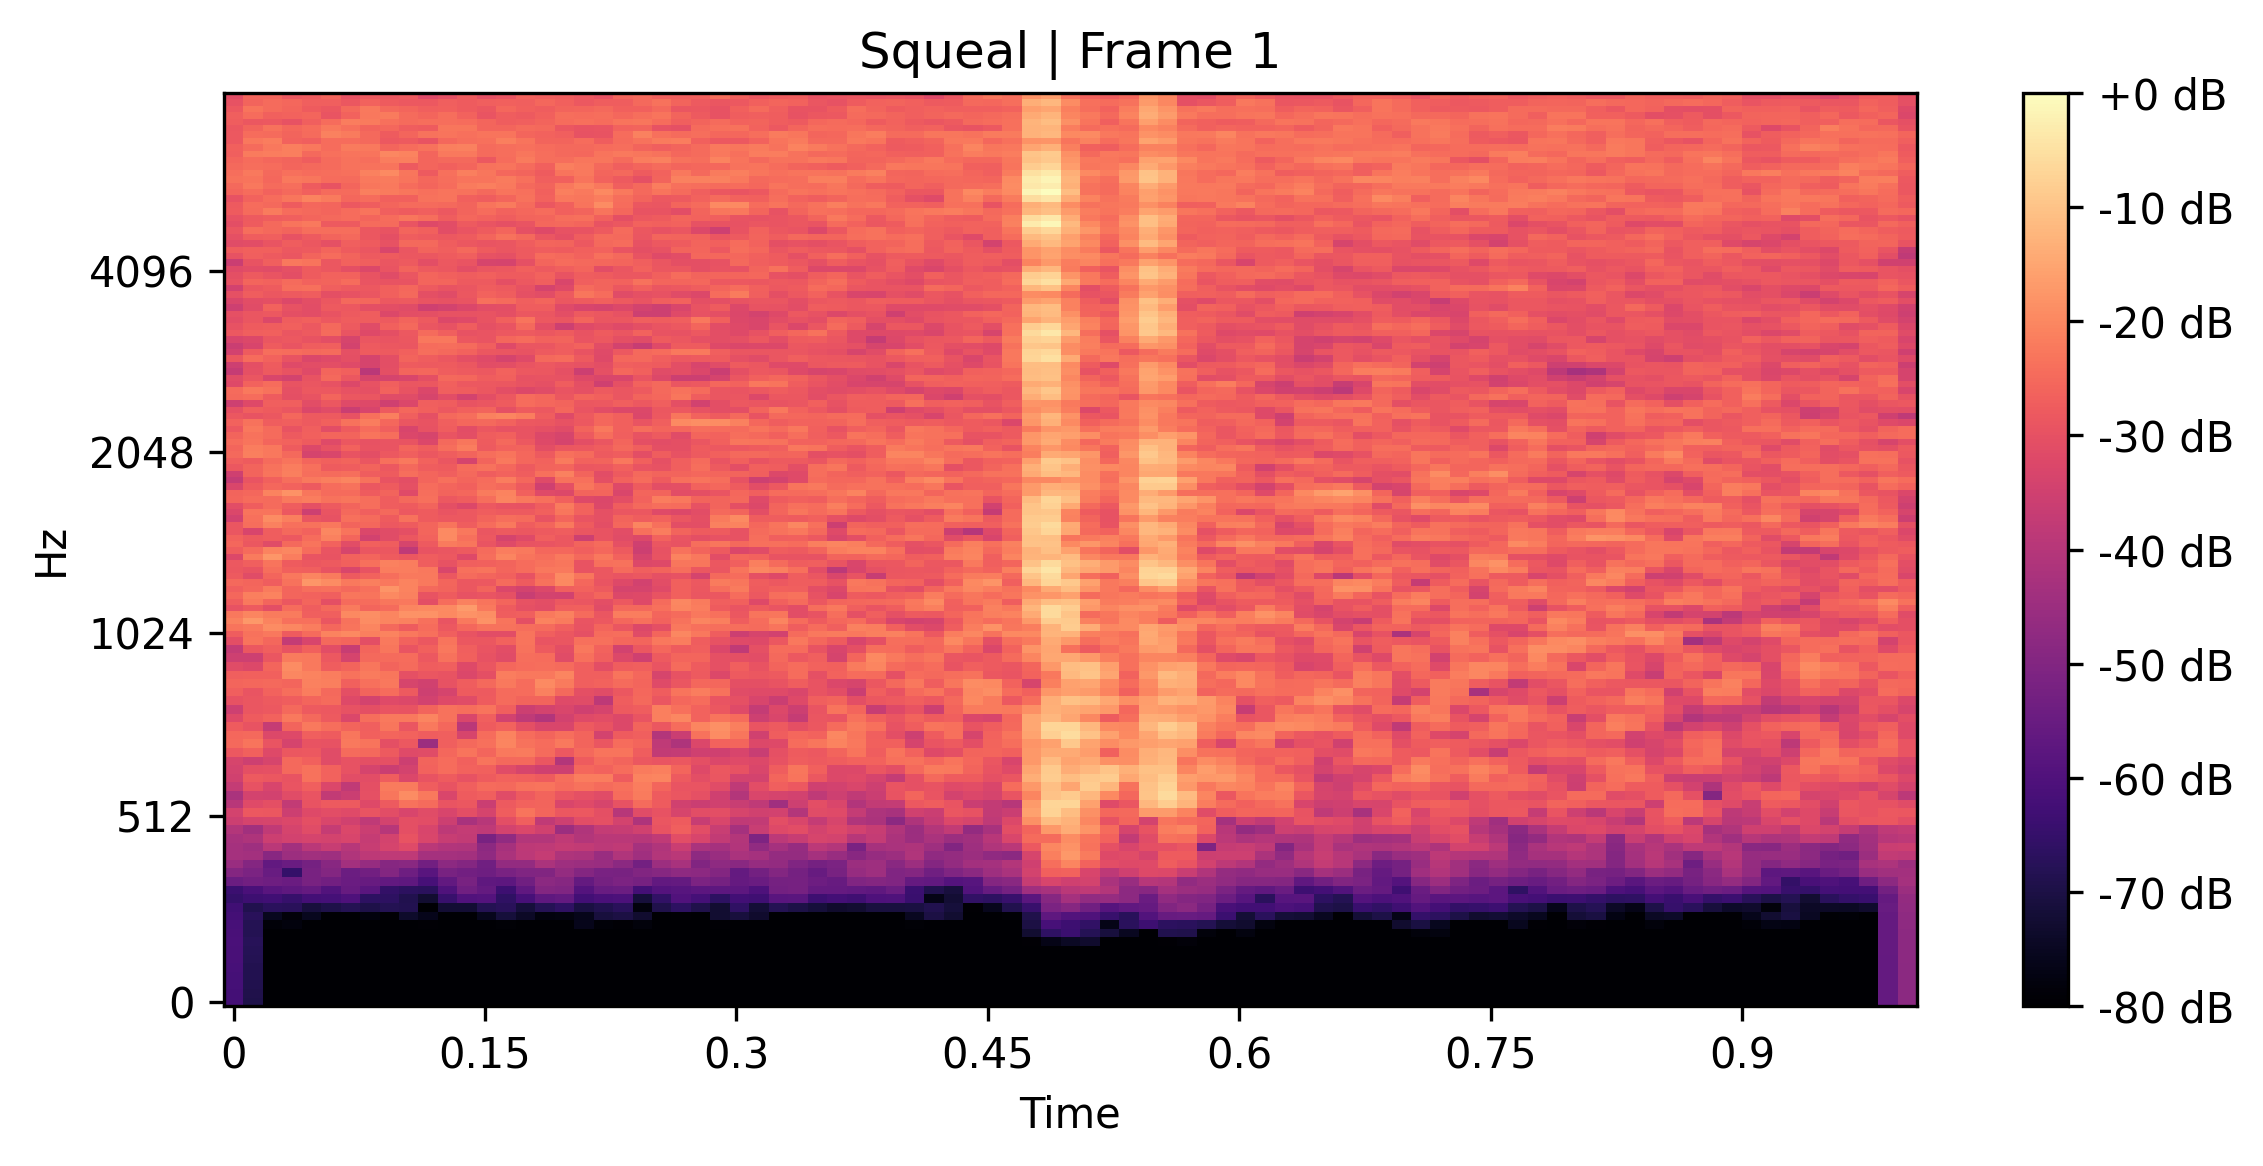 Squeal | Frame 1
+0 dB
-10 dB
-20 dB
-30 dB
-40 dB
-50 dB
-60 dB
-70 dB
-80 dB
4096
2048
1024
512
0
Hz
0 0.15 0.3 0.45 0.6 0.75 0.9
Time